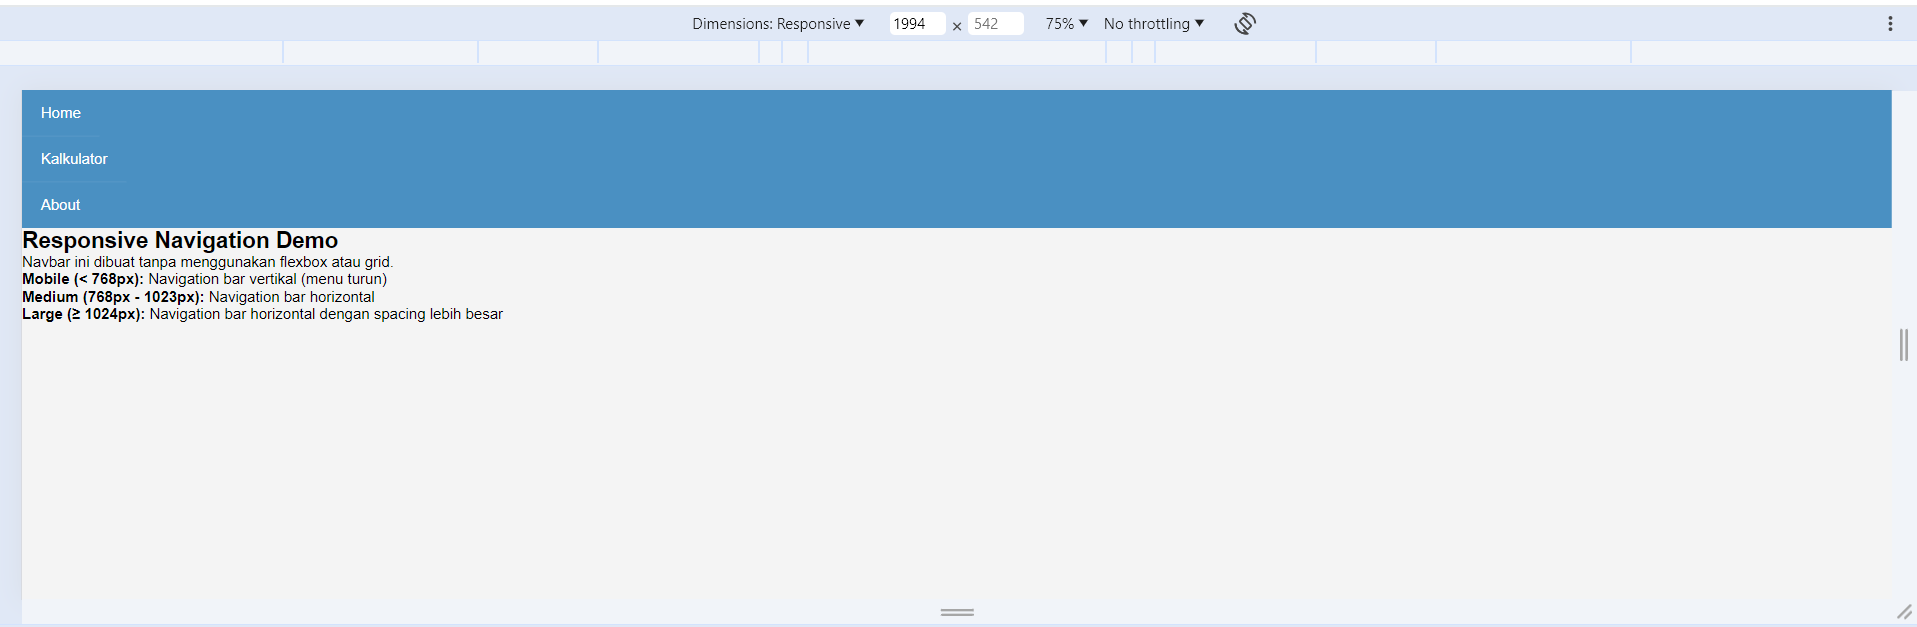 Dimensions: Responsive ▼ 1994 × 542 75% ▼ No throttling ▼
Home
Kalkulator
About
Responsive Navigation Demo
Navbar ini dibuat tanpa menggunakan flexbox atau grid.
Mobile (< 768px): Navigation bar vertikal (menu turun)
Medium (768px - 1023px): Navigation bar horizontal
Large (≥ 1024px): Navigation bar horizontal dengan spacing lebih besar